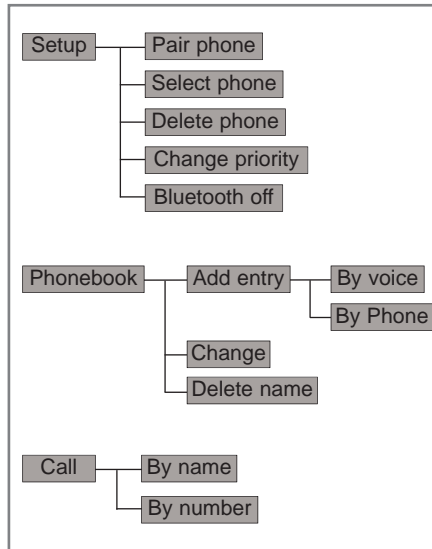 Setup
Pair phone
Select phone
Delete phone
Change priority
Bluetooth off
Phonebook
Add entry
By voice
By Phone
Change
Delete name
Call
By name
By number